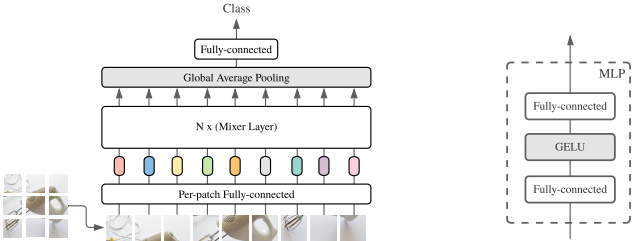 Class
Fully-connected
Global Average Pooling
N x (Mixer Layer)
Per-patch Fully-connected
MLP
Fully-connected
GELU
Fully-connected